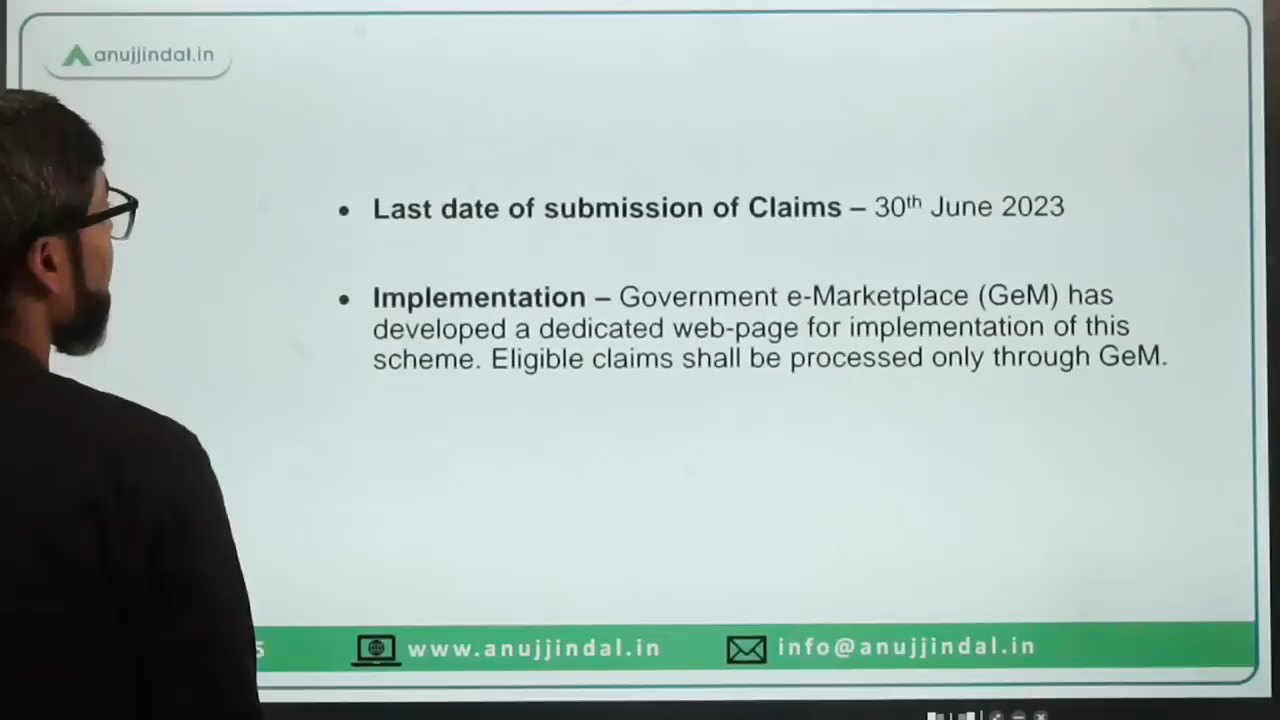 anujjindal.in
• Last date of submission of Claims – 30th June 2023
• Implementation – Government e-Marketplace (GeM) has
developed a dedicated web-page for implementation of this
scheme. Eligible claims shall be processed only through GeM.
www.anujjindal.in info@anujjindal.in